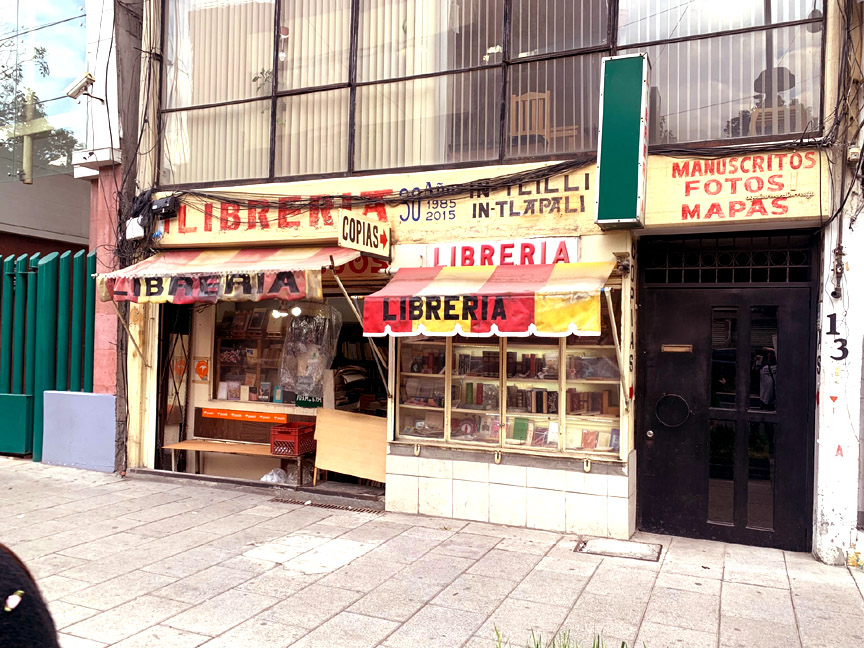 LIBRERIA
30 Años
1985
2015
IN-TLILLI
IN-TLAPALI
MANUSCRITOS
FOTOS
MAPAS
COPIAS
LIBRERIA
LIBRERIA
LIBRERIA
13